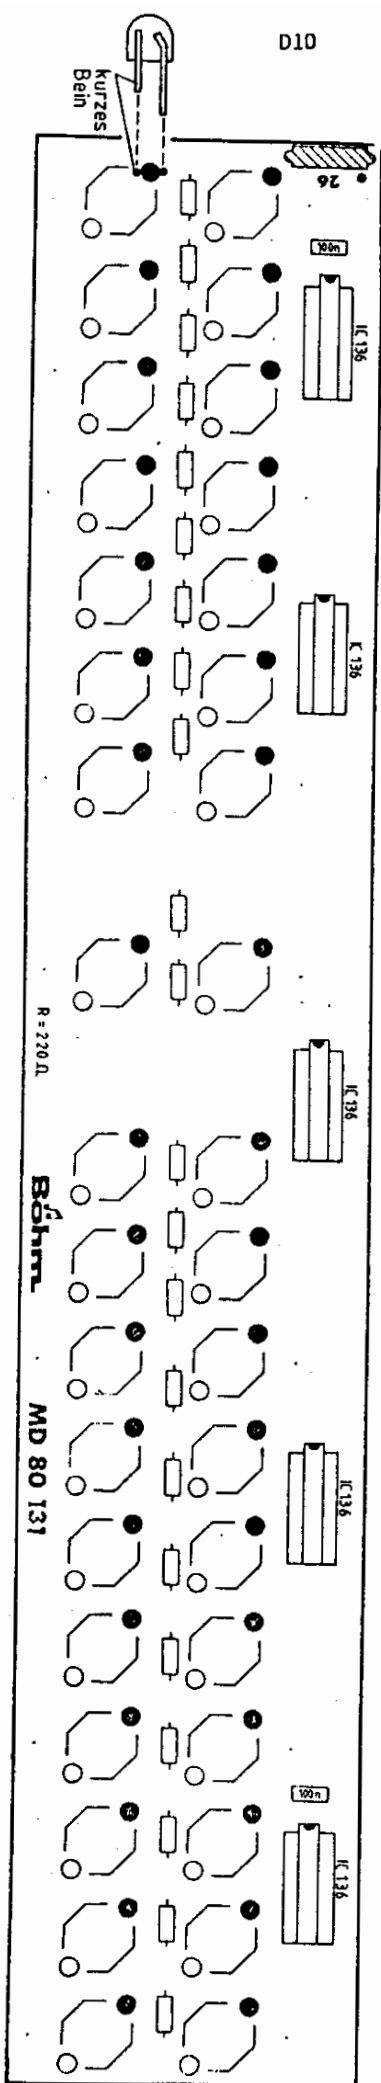 D10
kurzes
Bein
26
100n
IC 136
IC 136
R = 220 Ω
IC 136
Böhm
MD 80 131
IC 136
100n
IC 136